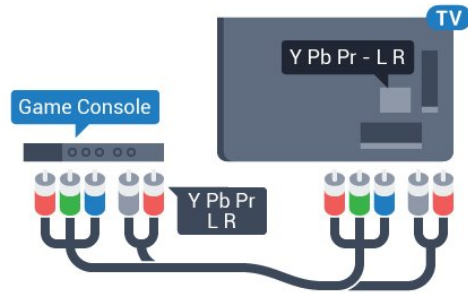 TV
Y Pb Pr - L R
Game Console
Y Pb Pr
L R